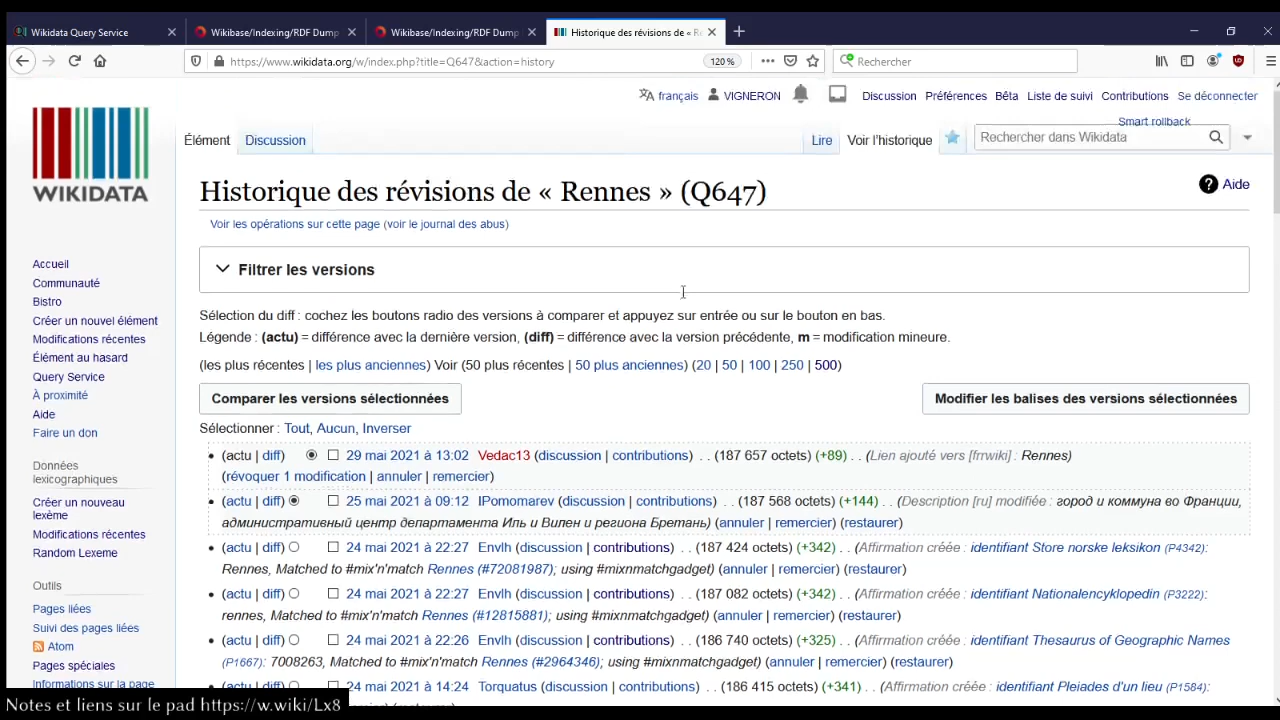 Wikidata Query Service
Wikibase/Indexing/RDF Dump
Wikibase/Indexing/RDF Dump
Historique des révisions de « Re
https://www.wikidata.org/w/index.php?title=Q647&action=history
120 %
Rechercher
français
VIGNERON
Discussion
Préférences
Bêta
Liste de suivi
Contributions
Se déconnecter
Smart rollback
Élément
Discussion
Lire
Voir l’historique
Rechercher dans Wikidata
WIKIDATA
Historique des révisions de « Rennes » (Q647)
Aide
Voir les opérations sur cette page (voir le journal des abus)
Filtrer les versions
Sélection du diff : cochez les boutons radio des versions à comparer et appuyez sur entrée ou sur le bouton en bas.
Légende : (actu) = différence avec la dernière version, (diff) = différence avec la version précédente, m = modification mineure.
(les plus récentes | les plus anciennes) Voir (50 plus récentes | 50 plus anciennes) (20 | 50 | 100 | 250 | 500)
Comparer les versions sélectionnées
Modifier les balises des versions sélectionnées
Sélectionner : Tout, Aucun, Inverser
(actu | diff) 29 mai 2021 à 13:02 Vedac13 (discussion | contributions) . . (187 657 octets) (+89) . . (Lien ajouté vers [frrwiki] : Rennes)
(révoquer 1 modification | annuler | remercier)
(actu | diff) 25 mai 2021 à 09:12 IPomomarev (discussion | contributions) . . (187 568 octets) (+144) . . (Description [ru] modifiée : город и коммуна во Франции,
административный центр департамента Иль и Вилен и региона Бретань) (annuler | remercier) (restaurer)
(actu | diff) 24 mai 2021 à 22:27 Envlh (discussion | contributions) . . (187 424 octets) (+342) . . (Affirmation créée : identifiant Store norske leksikon (P4342):
Rennes, Matched to #mix'n'match Rennes (#72081987); using #mixnmatchgadget) (annuler | remercier) (restaurer)
(actu | diff) 24 mai 2021 à 22:27 Envlh (discussion | contributions) . . (187 082 octets) (+342) . . (Affirmation créée : identifiant Nationalencyklopedin (P3222):
rennes, Matched to #mix'n'match Rennes (#12815881); using #mixnmatchgadget) (annuler | remercier) (restaurer)
(actu | diff) 24 mai 2021 à 22:26 Envlh (discussion | contributions) . . (186 740 octets) (+325) . . (Affirmation créée : identifiant Thesaurus of Geographic Names
(P1667): 7008263, Matched to #mix'n'match Rennes (#2964346); using #mixnmatchgadget) (annuler | remercier) (restaurer)
(actu | diff) 24 mai 2021 à 14:24 Torquatus (discussion | contributions) . . (186 415 octets) (+341) . . (Affirmation créée : identifiant Pleiades d'un lieu (P1584):
Accueil
Communauté
Bistro
Créer un nouvel élément
Modifications récentes
Élément au hasard
Query Service
À proximité
Aide
Faire un don
Données
lexicographiques
Créer un nouveau
lexème
Modifications récentes
Random Lexeme
Outils
Pages liées
Suivi des pages liées
Atom
Pages spéciales
Informations sur la page
Notes et liens sur le pad https://w.wiki/Lx8